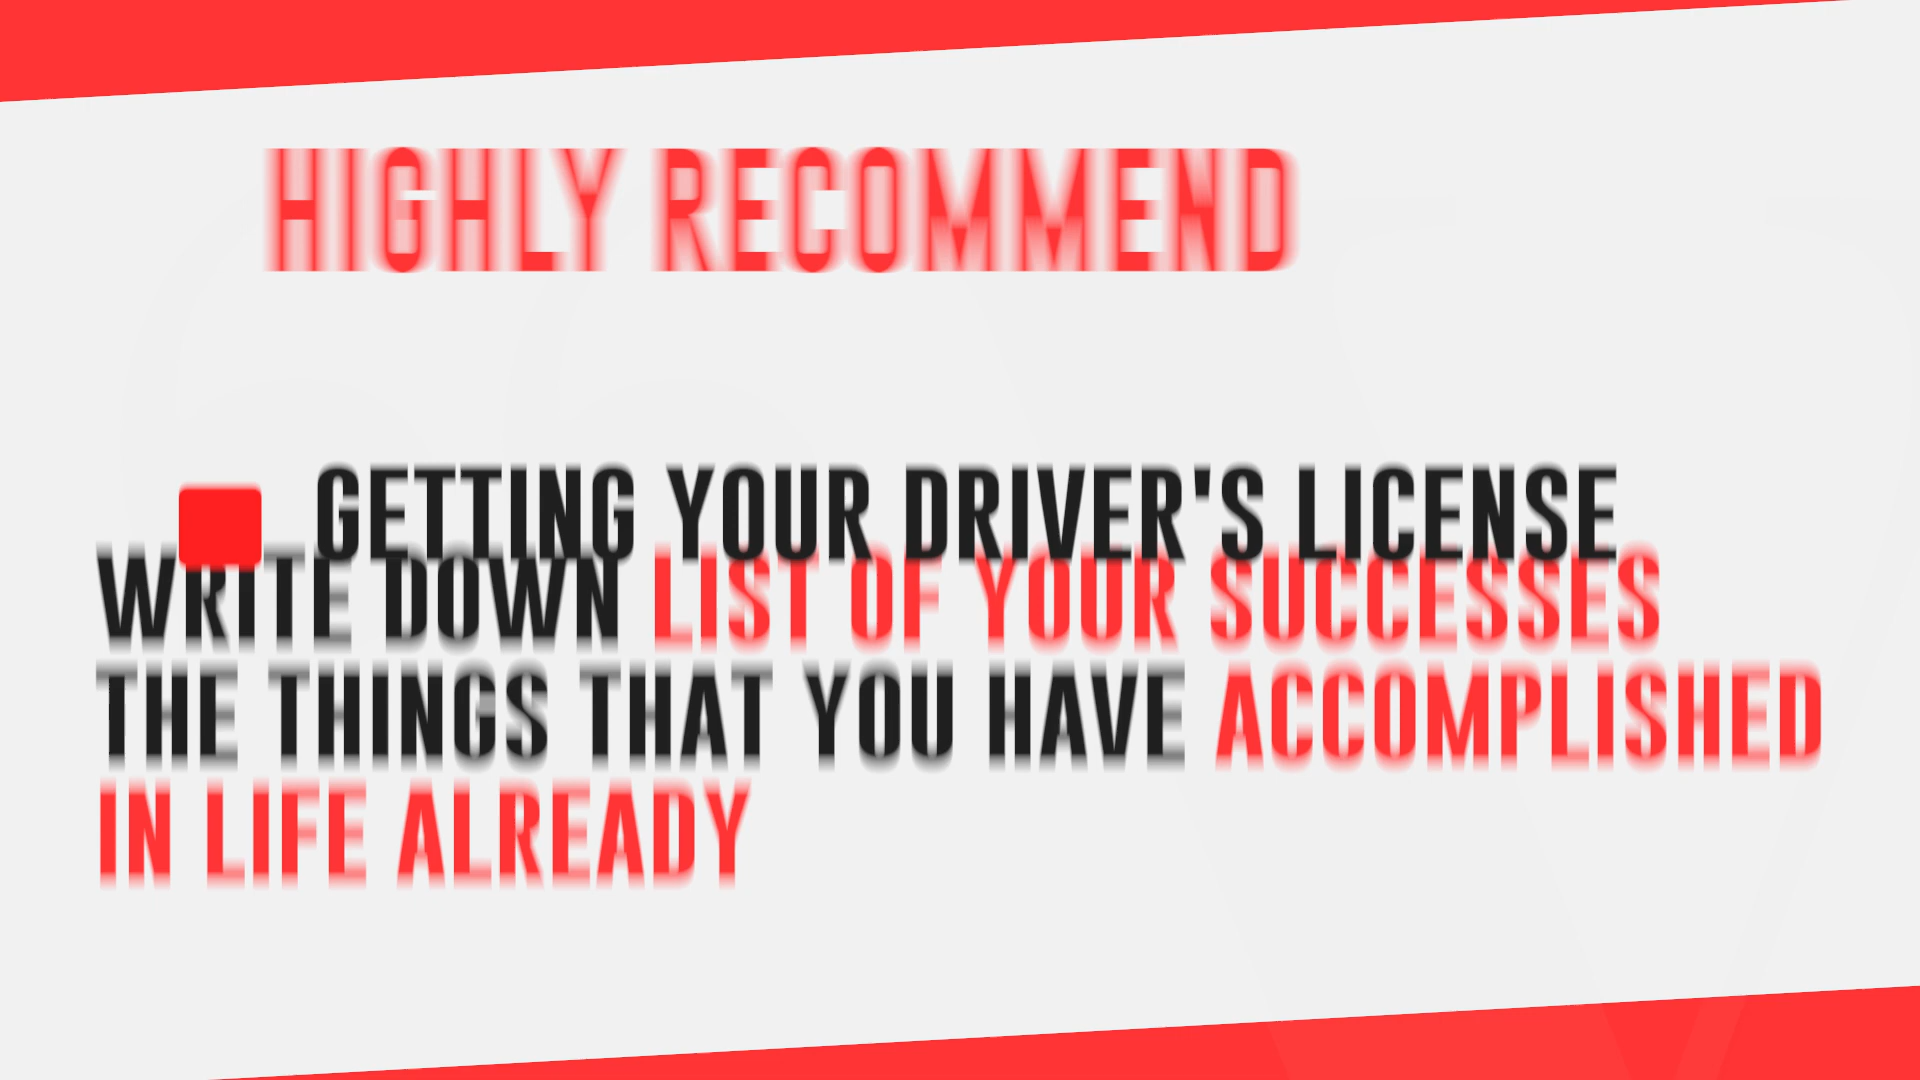 HIGHLY RECOMMEND
GETTING YOUR DRIVER'S LICENSE
WRITE DOWN LIST OF YOUR SUCCESSES
THE THINGS THAT YOU HAVE ACCOMPLISHED
IN LIFE ALREADY